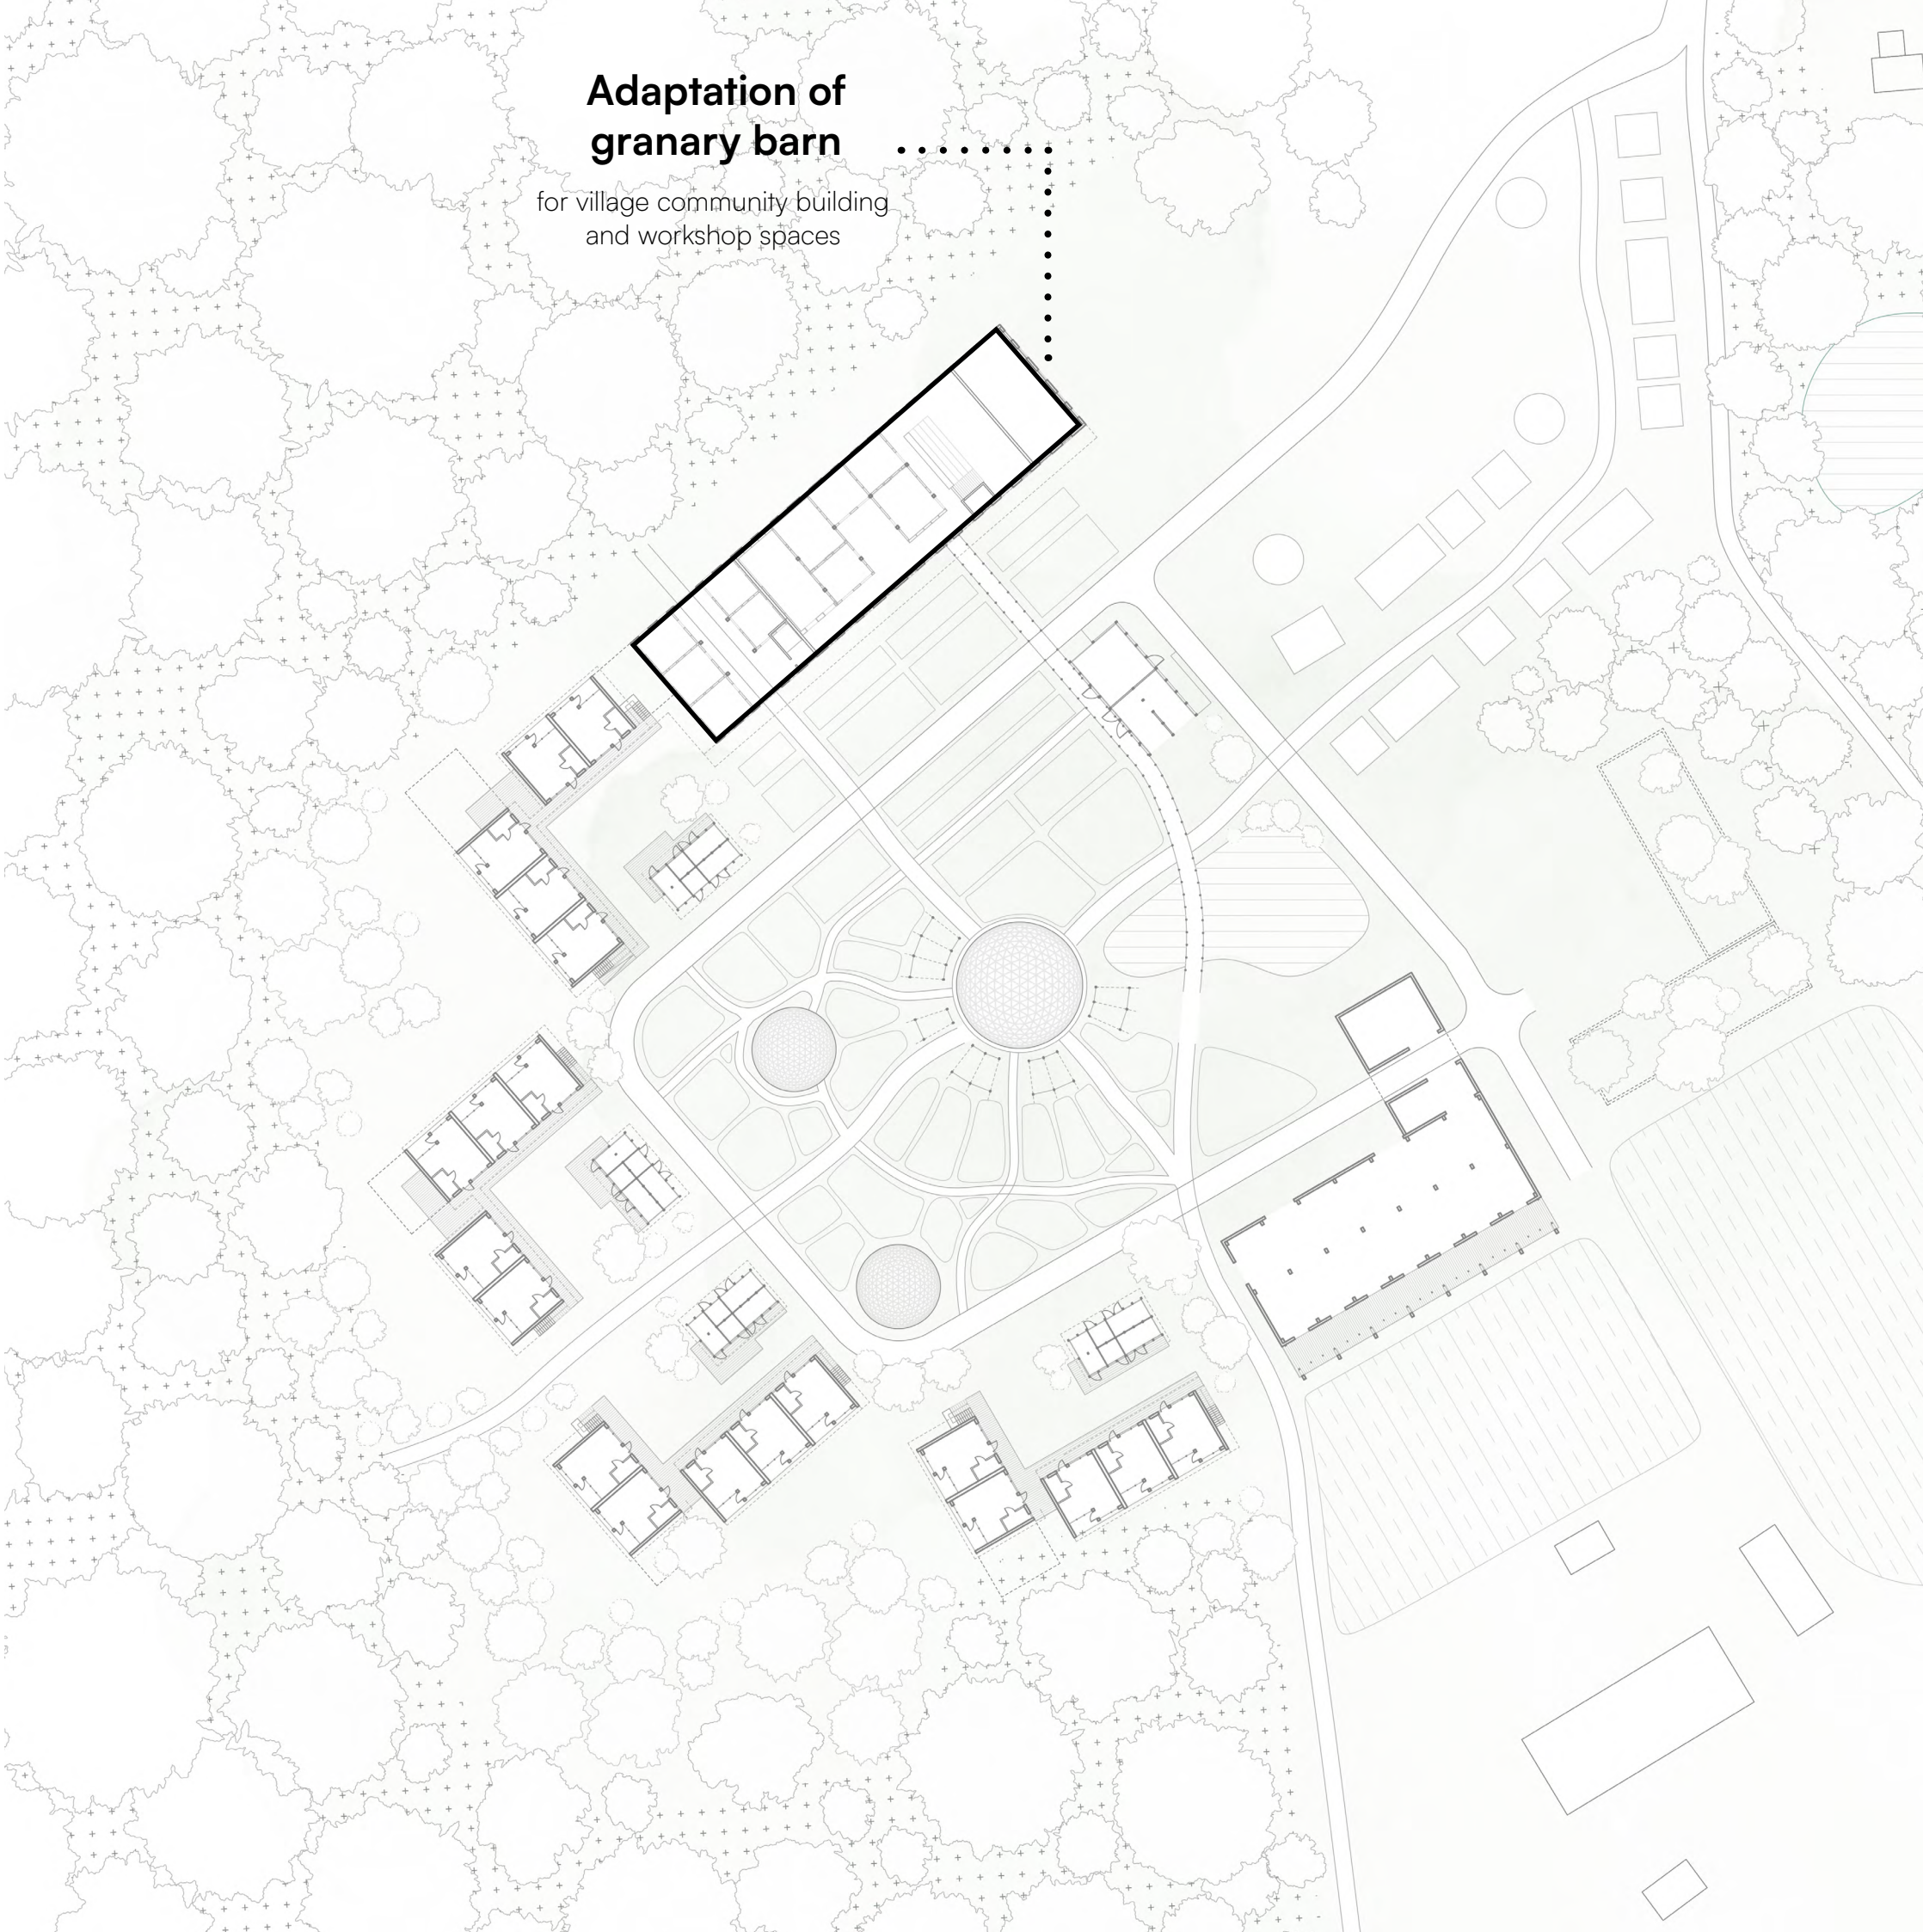 Adaptation of
granary barn
for village community building
and workshop spaces